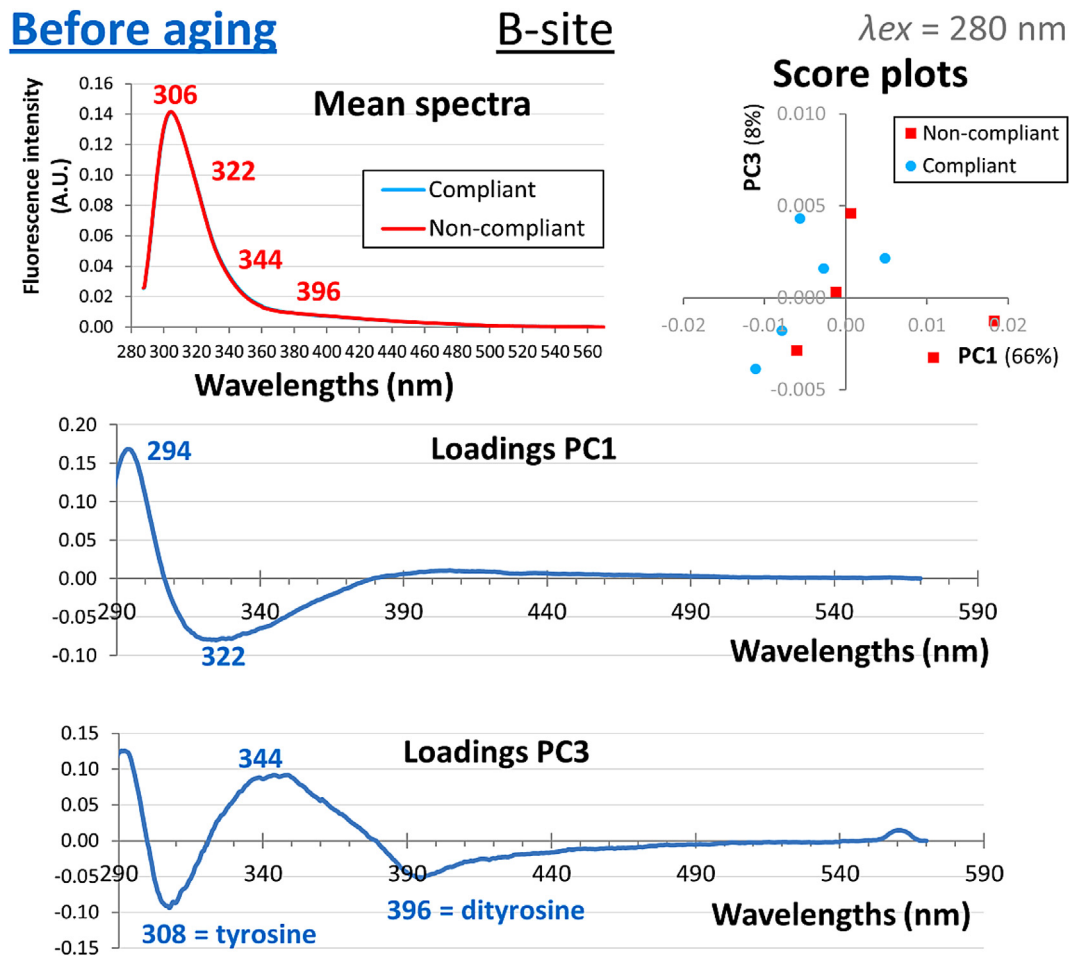 Before aging
B-site
λex = 280 nm
Mean spectra
Fluorescence intensity
(A.U.)
0.16
0.14
0.12
0.10
0.08
0.06
0.04
0.02
0.00
306
322
344
396
Compliant
Non-compliant
280 300 320 340 360 380 400 420 440 460 480 500 520 540 560
Wavelengths (nm)
Score plots
PC3 (8%)
Non-compliant
Compliant
0.010
0.005
0.000
-0.005
-0.02 -0.01 0.00 0.01 0.02
PC1 (66%)
Loadings PC1
0.20
0.15
0.10
0.05
0.00
-0.05
-0.10
294
322
290 340 390 440 490 540 590
Wavelengths (nm)
Loadings PC3
0.15
0.10
0.05
0.00
-0.05
-0.10
-0.15
344
290 340 390 440 490 540 590
396 = dityrosine
308 = tyrosine
Wavelengths (nm)